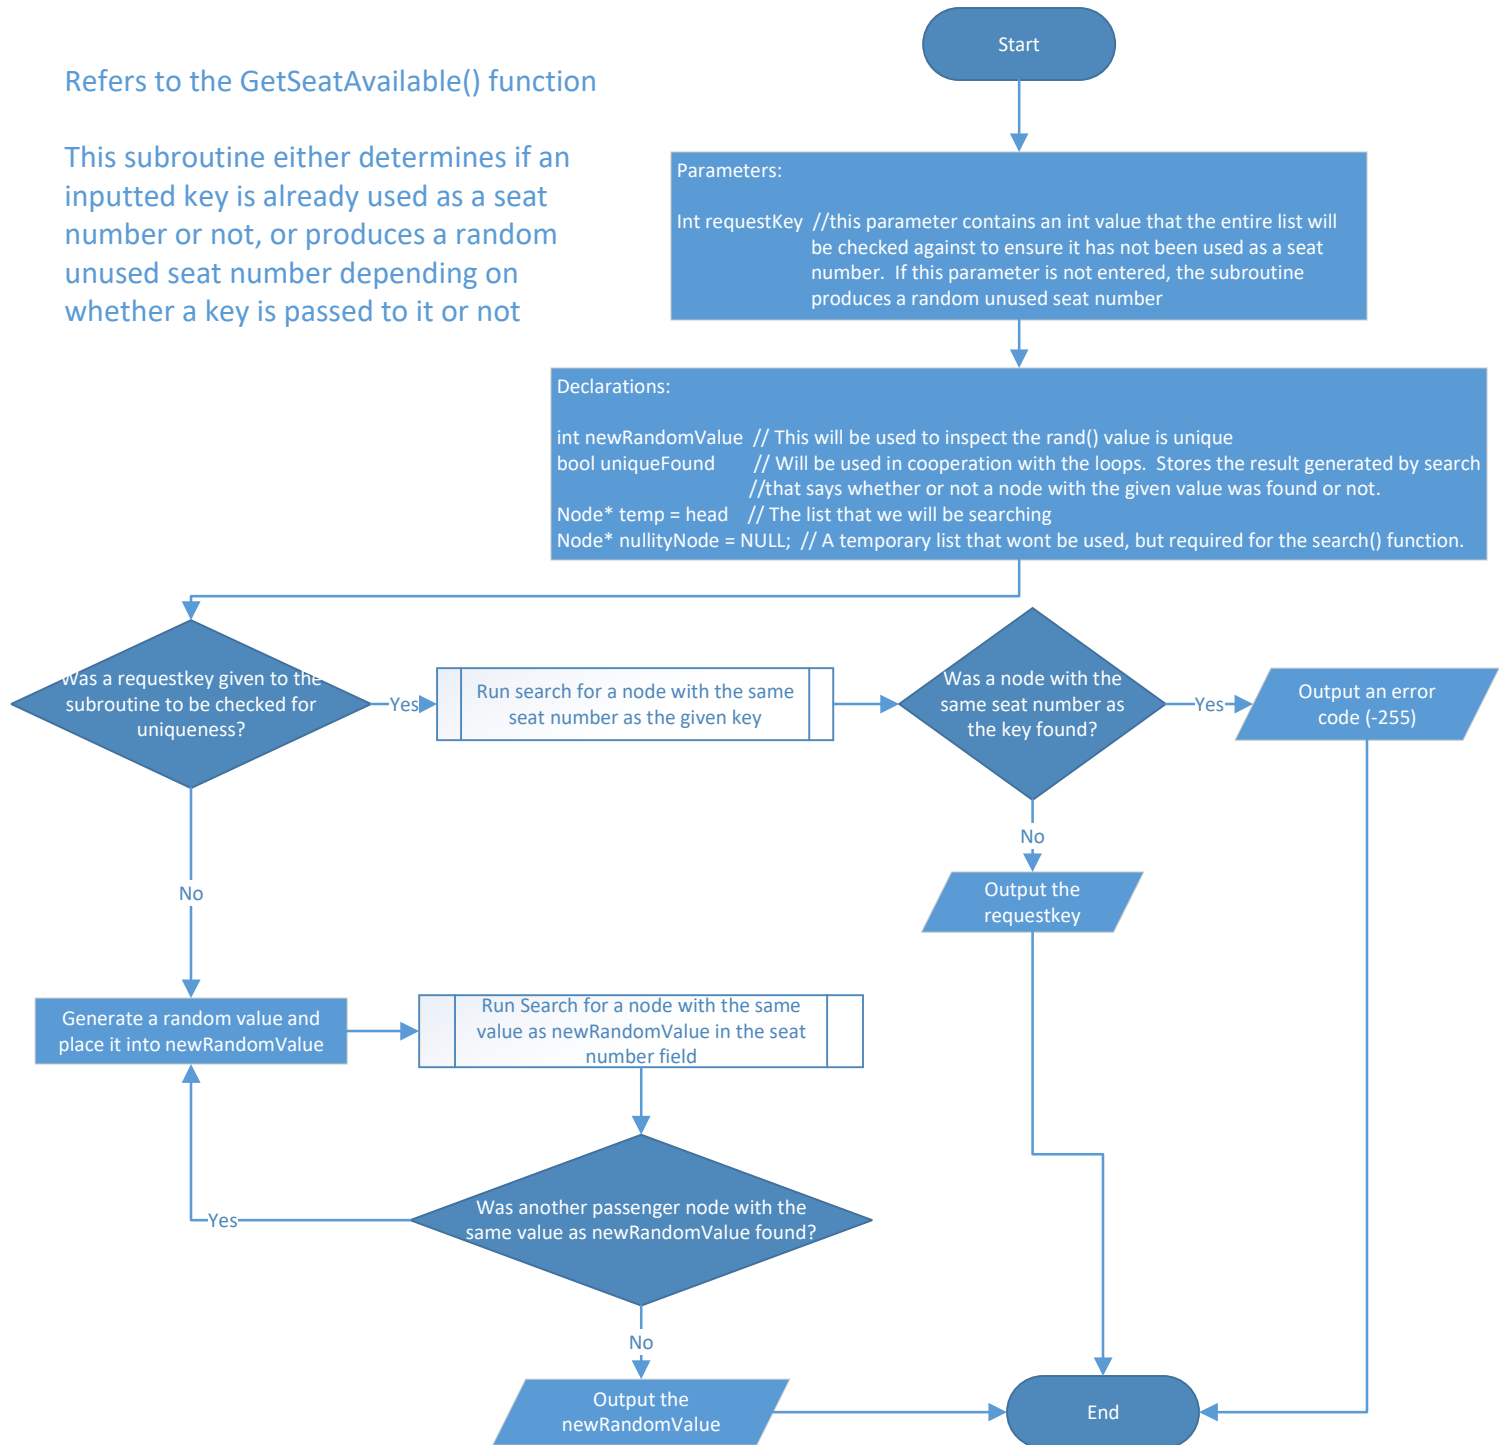 Start
Refers to the GetSeatAvailable() function
This subroutine either determines if an
inputted key is already used as a seat
number or not, or produces a random
unused seat number depending on
whether a key is passed to it or not
Parameters:
Int requestKey //this parameter contains an int value that the entire list will
be checked against to ensure it has not been used as a seat
number. If this parameter is not entered, the subroutine
produces a random unused seat number
Declarations:
int newRandomValue // This will be used to inspect the rand() value is unique
bool uniqueFound // Will be used in cooperation with the loops. Stores the result generated by search
//that says whether or not a node with the given value was found or not.
Node* temp = head // The list that we will be searching
Node* nullityNode = NULL; // A temporary list that wont be used, but required for the search() function.
Was a requestkey given to the
subroutine to be checked for
uniqueness?
Yes
Run search for a node with the same
seat number as the given key
Was a node with the
same seat number as
the key found?
Yes
Output an error
code (-255)
No
Output the
requestkey
No
Generate a random value and
place it into newRandomValue
Run Search for a node with the same
value as newRandomValue in the seat
number field
Was another passenger node with the
same value as newRandomValue found?
Yes
No
Output the
newRandomValue
End